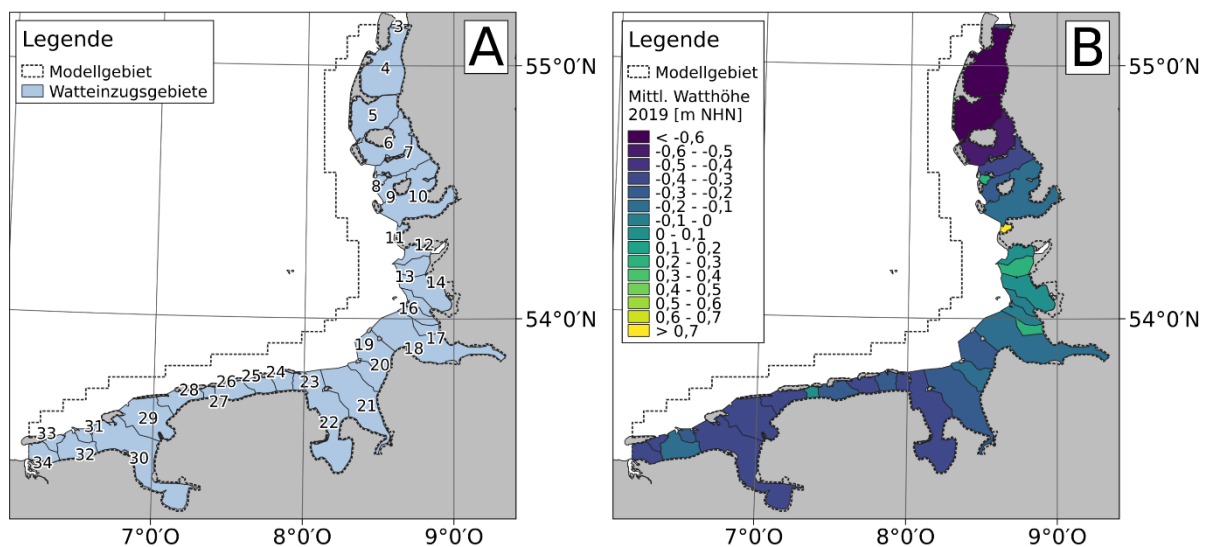 Legende
Modellgebiet
Watteinzugsgebiete
A
3
4
5
6
7
8
9
10
11
12
13
14
16
17
18
19
20
21
22
23
24
25
26
27
28
29
30
31
32
33
34
7°0′O
8°0′O
9°0′O
55°0′N
54°0′N
Legende
Modellgebiet
Mittl. Watthöhe
2019 [m NHN]
< -0,6
-0,6 - -0,5
-0,5 - -0,4
-0,4 - -0,3
-0,3 - -0,2
-0,2 - -0,1
-0,1 - 0
0 - 0,1
0,1 - 0,2
0,2 - 0,3
0,3 - 0,4
0,4 - 0,5
0,5 - 0,6
0,6 - 0,7
> 0,7
B
55°0′N
54°0′N
7°0′O
8°0′O
9°0′O